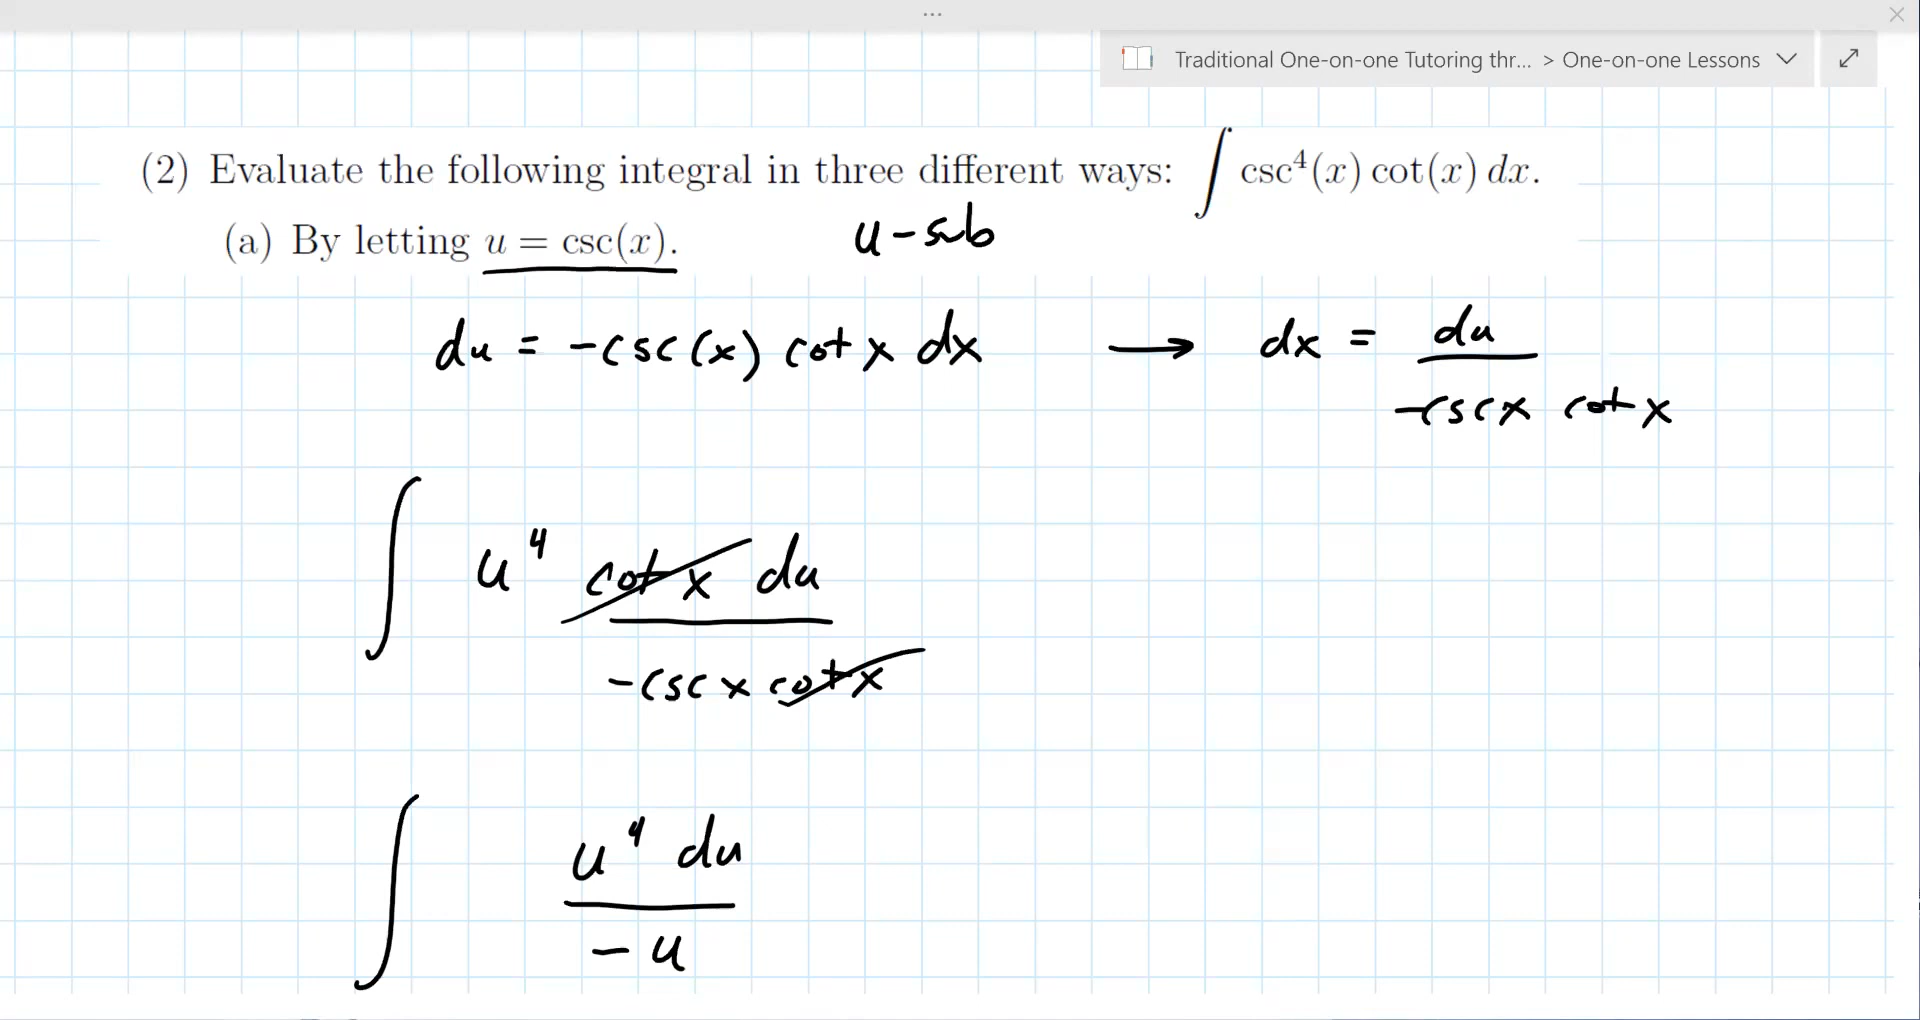 ...
Traditional One-on-one Tutoring thr... > One-on-one Lessons
(2) Evaluate the following integral in three different ways: ∫ csc⁴(x) cot(x) dx.
(a) By letting u = csc(x). u-sub
du = -csc(x) cot x dx → dx = du / -csc x cot x
∫ u⁴ cot x du / -csc x cot x
∫ u⁴ du / -u